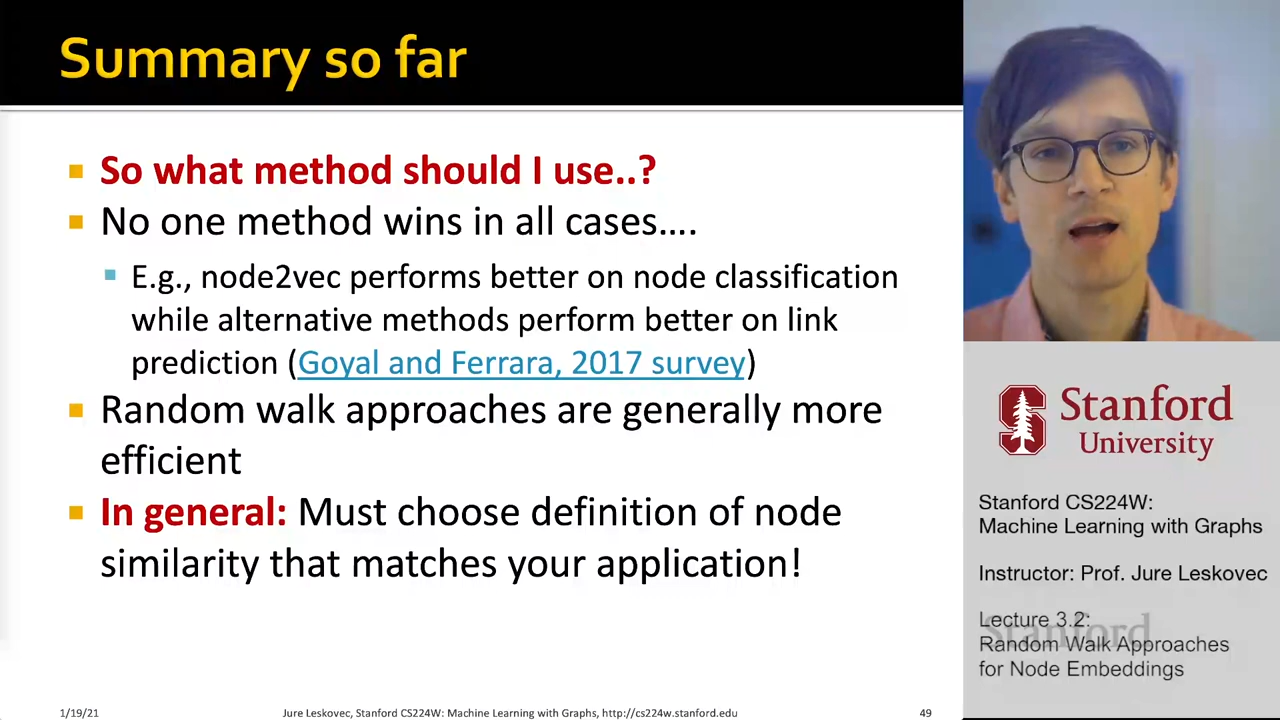 Summary so far
So what method should I use..?
No one method wins in all cases....
E.g., node2vec performs better on node classification
while alternative methods perform better on link
prediction (Goyal and Ferrara, 2017 survey)
Random walk approaches are generally more
efficient
In general: Must choose definition of node
similarity that matches your application!
1/19/21
Jure Leskovec, Stanford CS224W: Machine Learning with Graphs, http://cs224w.stanford.edu
49
Stanford
University
Stanford CS224W:
Machine Learning with Graphs
Instructor: Prof. Jure Leskovec
Lecture 3.2:
Stanford
Random Walk Approaches
for Node Embeddings